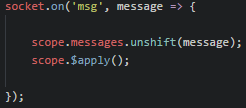 socket.on('msg', message => {
scope.messages.unshift(message);
scope.$apply();
});